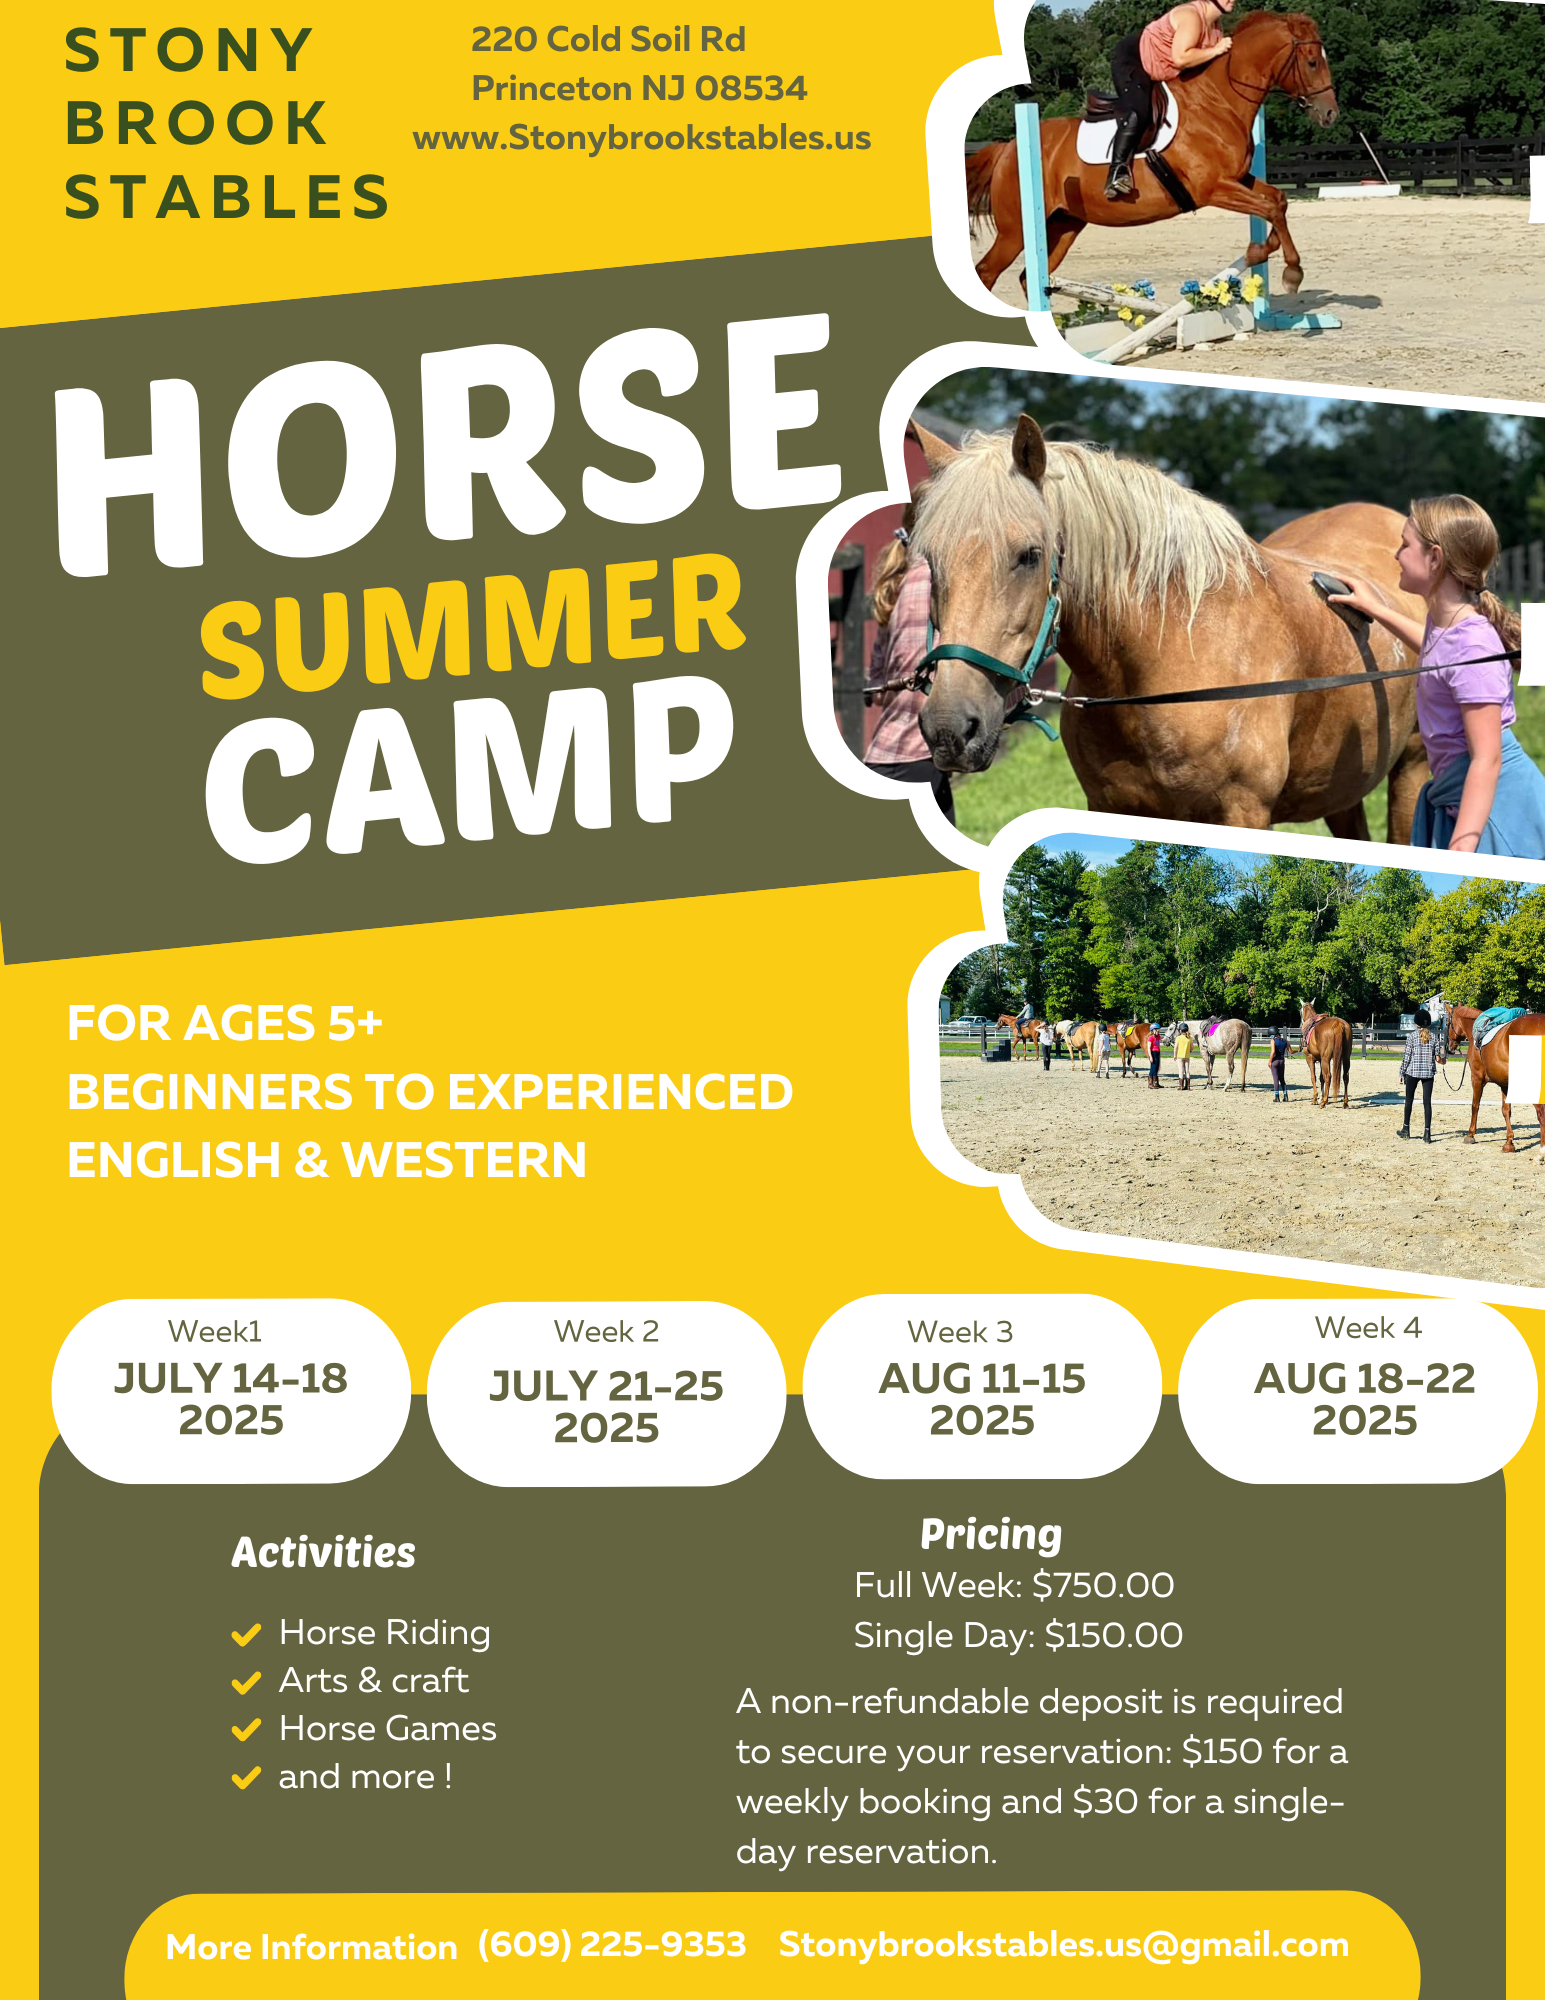 STONY
BROOK
STABLES
220 Cold Soil Rd
Princeton NJ 08534
www.Stonybrookstables.us
HORSE
SUMMER
CAMP
FOR AGES 5+
BEGINNERS TO EXPERIENCED
ENGLISH & WESTERN
Week1
JULY 14-18
2025
Week 2
JULY 21-25
2025
Week 3
AUG 11-15
2025
Week 4
AUG 18-22
2025
Activities
Horse Riding
Arts & craft
Horse Games
and more !
Pricing
Full Week: $750.00
Single Day: $150.00
A non-refundable deposit is required
to secure your reservation: $150 for a
weekly booking and $30 for a single-
day reservation.
More Information (609) 225-9353 Stonybrookstables.us@gmail.com